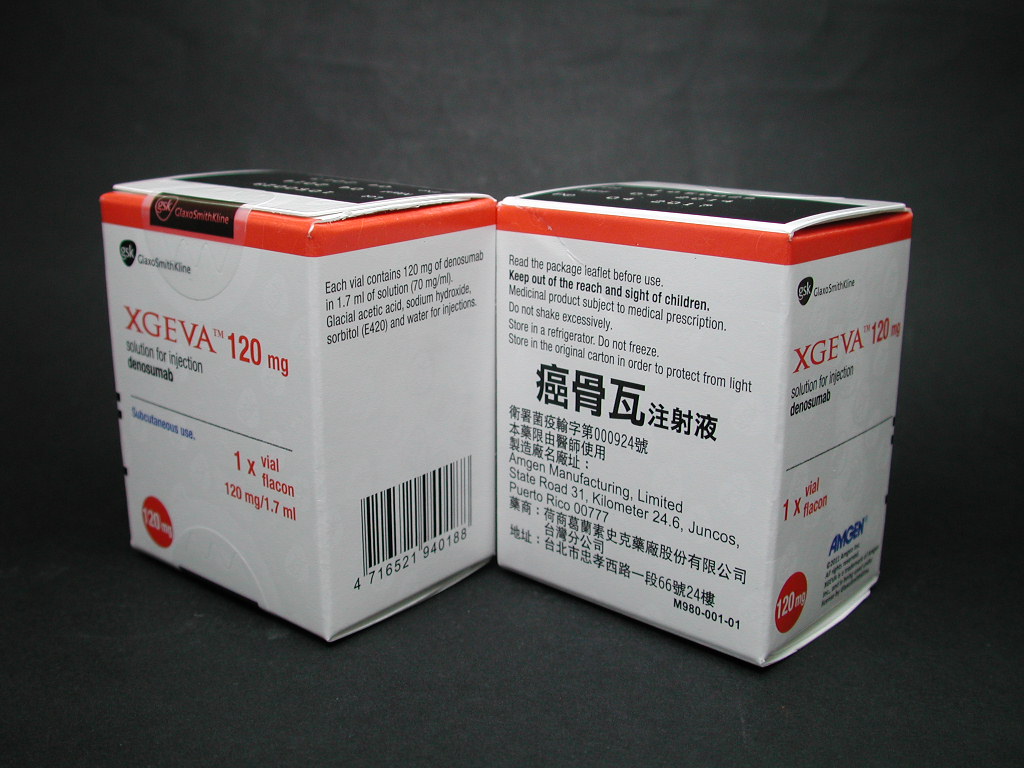 gsk GlaxoSmithKline
gsk GlaxoSmithKline
XGEVA™ 120 mg
solution for injection
denosumab
Subcutaneous use.
1 x vial
flacon
120 mg/1.7 ml
120 mg
Each vial contains 120 mg of denosumab
in 1.7 ml of solution (70 mg/ml).
Glacial acetic acid, sodium hydroxide,
sorbitol (E420) and water for injections.
4 716521 940188
04 2014
Read the package leaflet before use.
Keep out of the reach and sight of children.
Medicinal product subject to medical prescription.
Do not shake excessively.
Store in a refrigerator. Do not freeze.
Store in the original carton in order to protect from light
癌骨瓦注射液
衛署菌疫輸字第000924號
本藥限由醫師使用
製造廠名廠址：
Amgen Manufacturing, Limited
State Road 31, Kilometer 24.6, Juncos,
Puerto Rico 00777
藥商：荷商葛蘭素史克藥廠股份有限公司
台灣分公司
地址：台北市忠孝西路一段66號24樓
M980-001-01
gsk GlaxoSmithKline
XGEVA™ 120 mg
solution for injection
denosumab
1 x vial
flacon
AMGEN®
120 mg